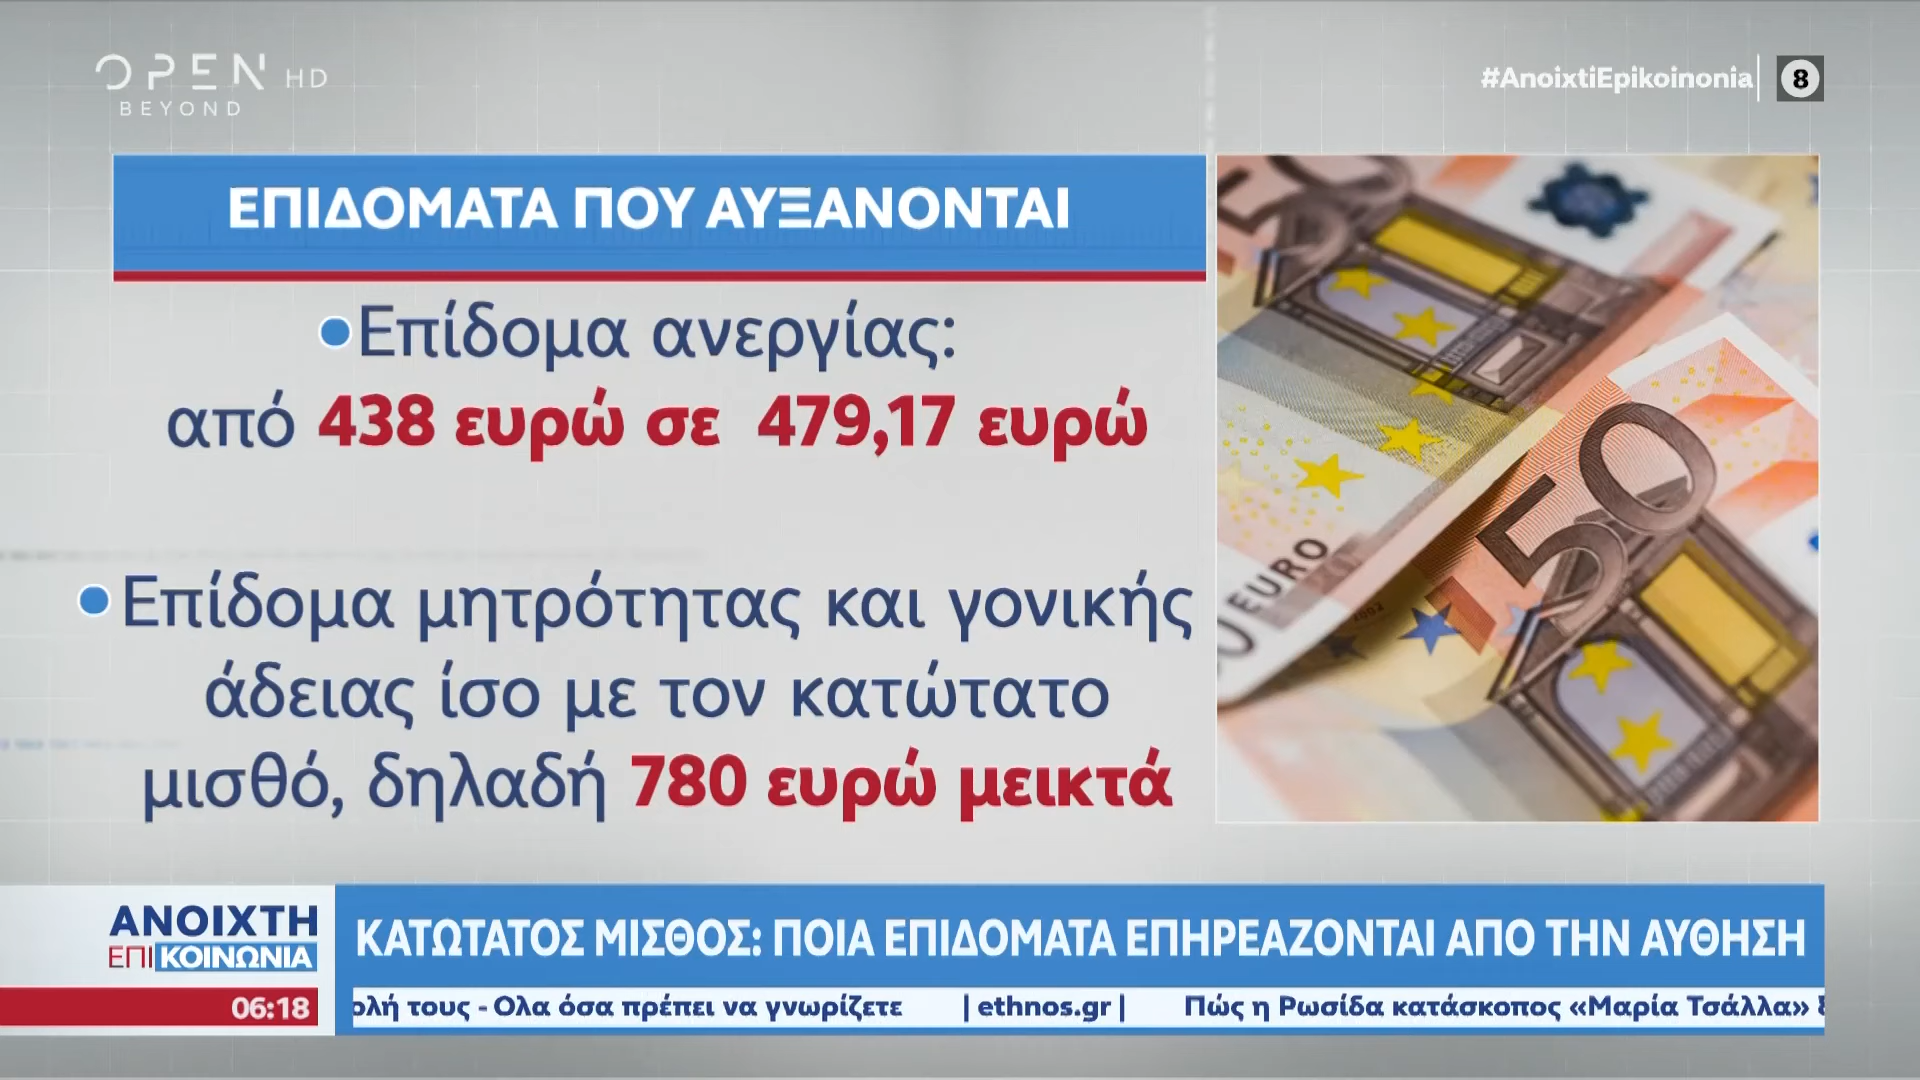 OPEN HD
BEYOND
#AnoixtiEpikoinonia
8
ΕΠΙΔΟΜΑΤΑ ΠΟΥ ΑΥΞΑΝΟΝΤΑΙ
•Επίδομα ανεργίας:
από 438 ευρώ σε 479,17 ευρώ
•Επίδομα μητρότητας και γονικής
άδειας ίσο με τον κατώτατο
μισθό, δηλαδή 780 ευρώ μεικτά
50
EURO
ΑΝΟΙΧΤΗ
ΕΠΙΚΟΙΝΩΝΙΑ
ΚΑΤΩΤΑΤΟΣ ΜΙΣΘΟΣ: ΠΟΙΑ ΕΠΙΔΟΜΑΤΑ ΕΠΗΡΕΑΖΟΝΤΑΙ ΑΠΟ ΤΗΝ ΑΥΘΗΣΗ
06:18
ολή τους - Ολα όσα πρέπει να γνωρίζετε | ethnos.gr | Πώς η Ρωσίδα κατάσκοπος «Μαρία Τσάλλα»